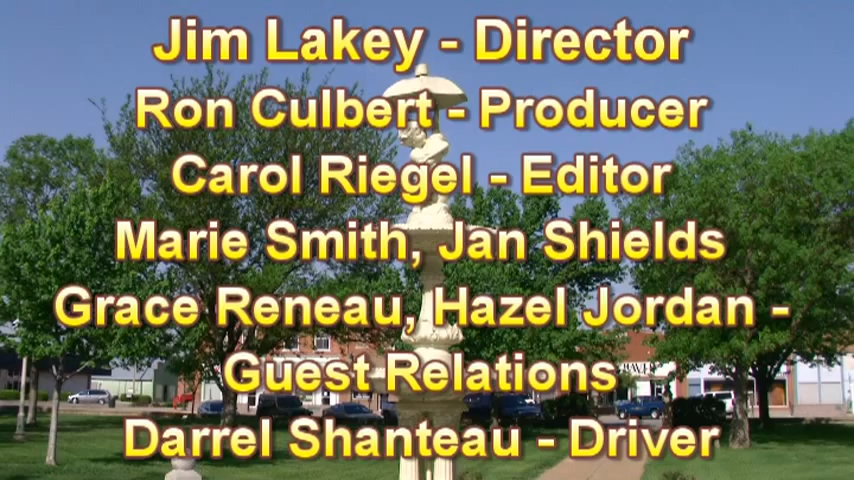 Jim Lakey - Director
Ron Culbert - Producer
Carol Riegel - Editor
Marie Smith, Jan Shields
Grace Reneau, Hazel Jordan -
Guest Relations
Darrel Shanteau - Driver